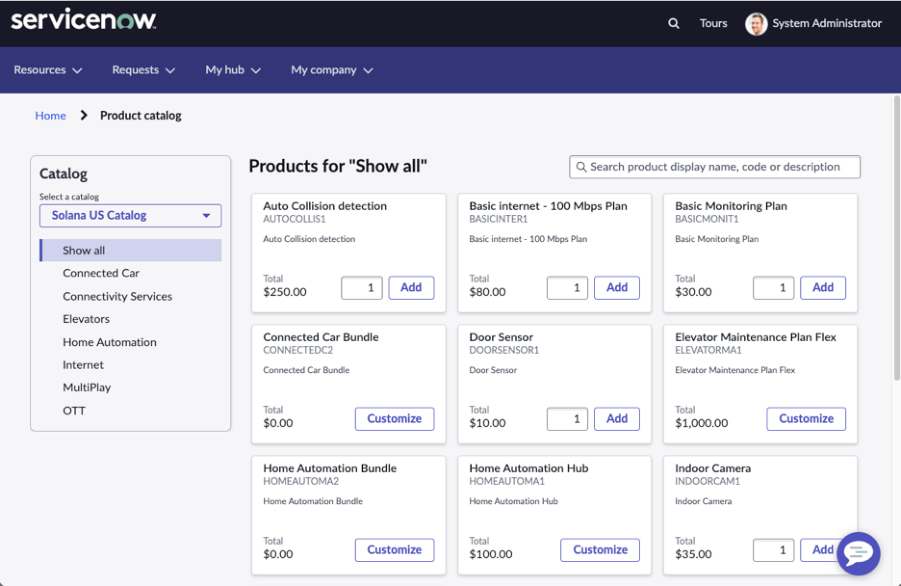 servicenow
Tours
System Administrator
Resources
Requests
My hub
My company
Home
Product catalog
Catalog
Select a catalog
Solana US Catalog
Show all
Connected Car
Connectivity Services
Elevators
Home Automation
Internet
MultiPlay
OTT
Products for "Show all"
Search product display name, code or description
Auto Collision detection
AUTOCOLLIS1
Auto Collision detection
Total
$250.00
1
Add
Basic internet - 100 Mbps Plan
BASICINTER1
Basic internet - 100 Mbps Plan
Total
$80.00
1
Add
Basic Monitoring Plan
BASICMONIT1
Basic Monitoring Plan
Total
$30.00
1
Add
Connected Car Bundle
CONNECTEDC2
Connected Car Bundle
Total
$0.00
Customize
Door Sensor
DOORSENSOR1
Door Sensor
Total
$10.00
1
Add
Elevator Maintenance Plan Flex
ELEVATORMA1
Elevator Maintenance Plan Flex
Total
$1,000.00
Customize
Home Automation Bundle
HOMEAUTOMA2
Home Automation Bundle
Total
$0.00
Customize
Home Automation Hub
HOMEAUTOMA1
Home Automation Hub
Total
$100.00
Customize
Indoor Camera
INDOORCAM1
Indoor Camera
Total
$35.00
1
Add